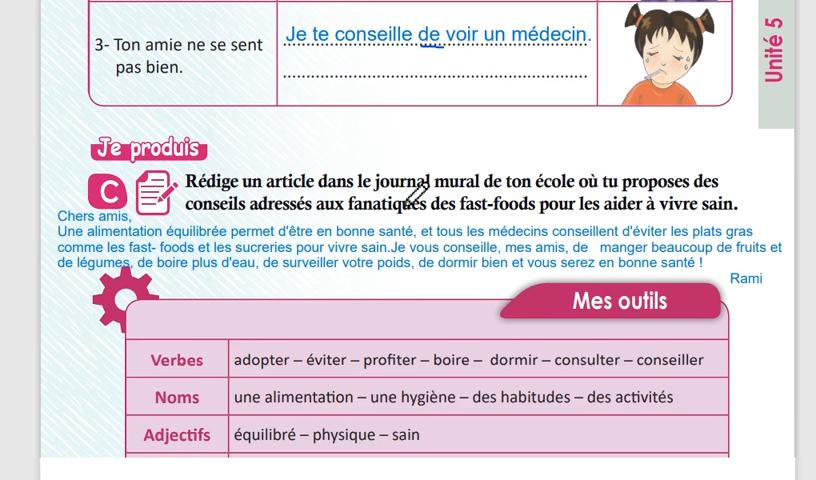 3- Ton amie ne se sent
pas bien.
Je te conseille de voir un médecin.
Unité 5
Je produis
C
Rédige un article dans le journal mural de ton école où tu proposes des
conseils adressés aux fanatiques des fast-foods pour les aider à vivre sain.
Chers amis,
Une alimentation équilibrée permet d'être en bonne santé, et tous les médecins conseillent d'éviter les plats gras
comme les fast- foods et les sucreries pour vivre sain.Je vous conseille, mes amis, de manger beaucoup de fruits et
de légumes, de boire plus d'eau, de surveiller votre poids, de dormir bien et vous serez en bonne santé !
Rami
Mes outils
Verbes adopter – éviter – profiter – boire – dormir – consulter – conseiller
Noms une alimentation – une hygiène – des habitudes – des activités
Adjectifs équilibré – physique – sain